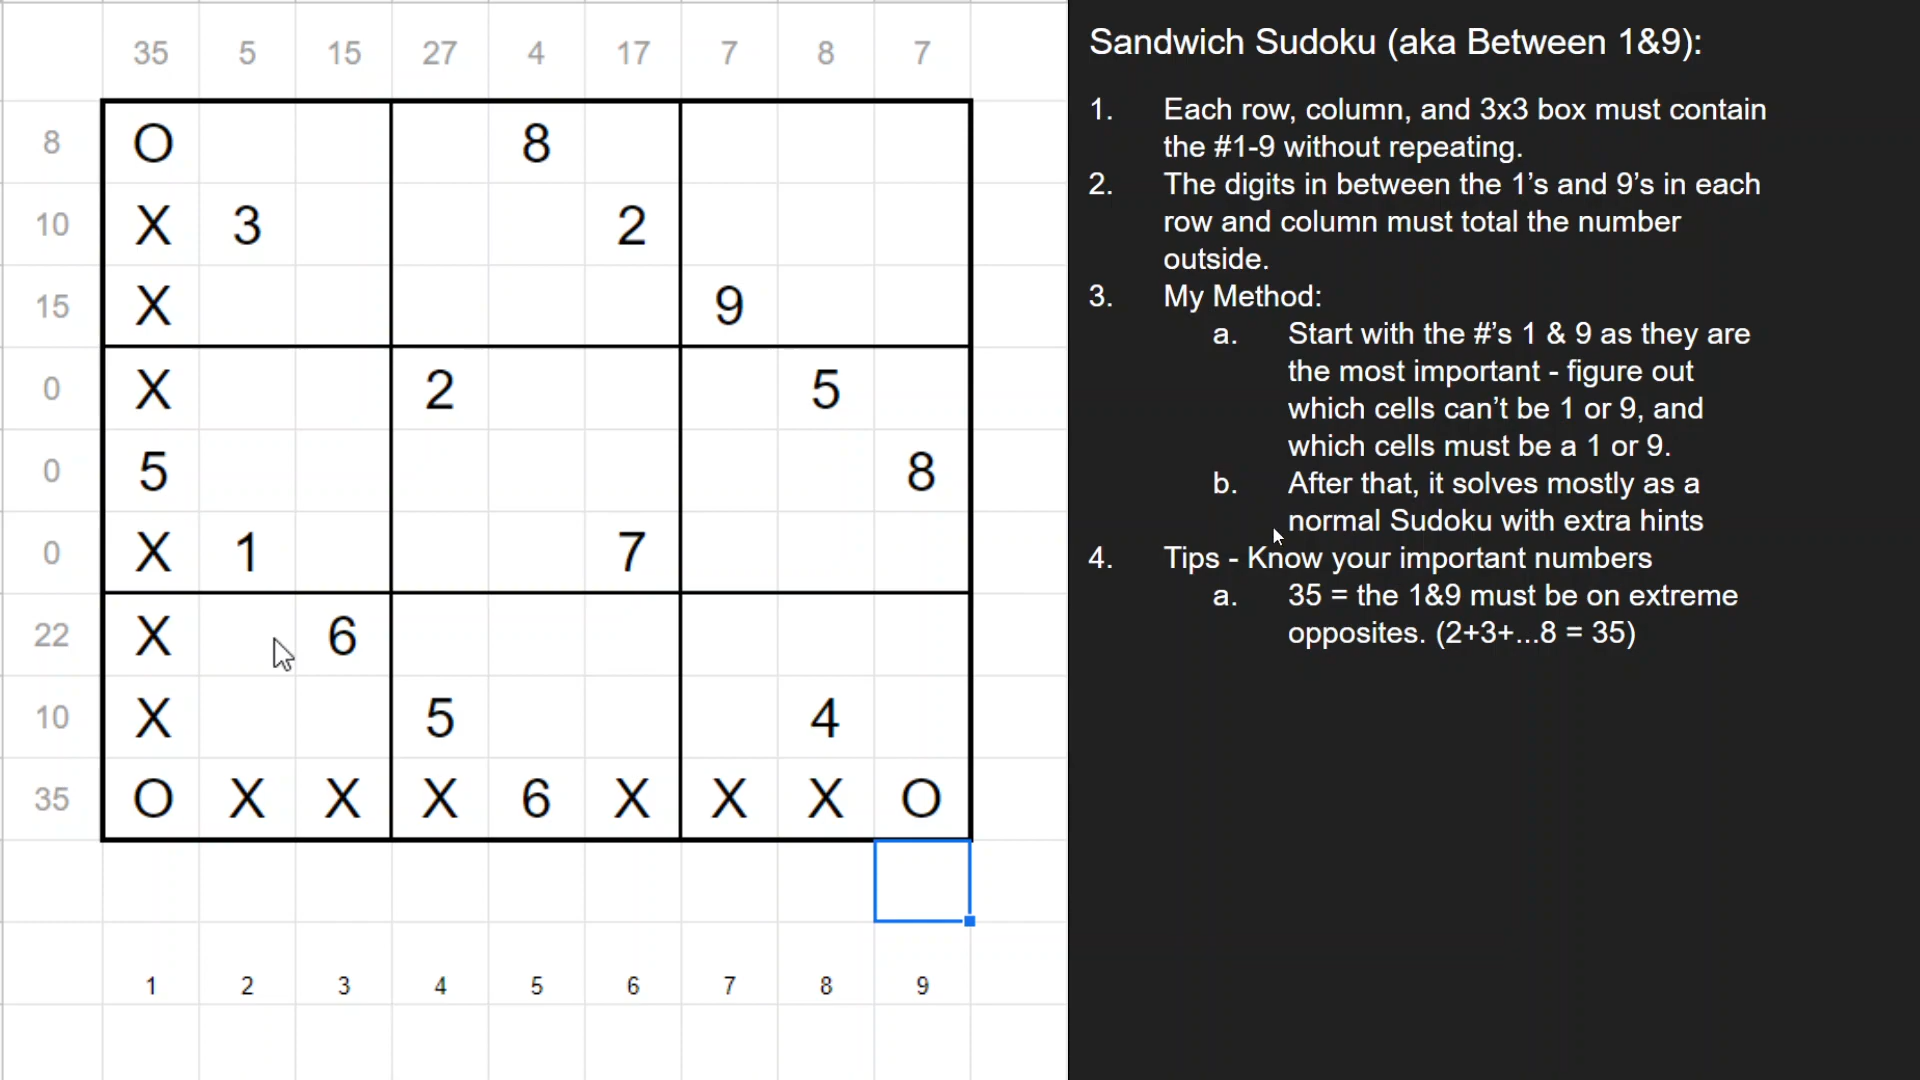 35 5 15 27 4 17 7 8 7
8 O 8
10 X 3 2
15 X 9
0 X 2 5
0 5 8
0 X 1 7
22 X 6
10 X 5 4
35 O X X X 6 X X X O
1 2 3 4 5 6 7 8 9
Sandwich Sudoku (aka Between 1&9):
1. Each row, column, and 3x3 box must contain
the #1-9 without repeating.
2. The digits in between the 1’s and 9’s in each
row and column must total the number
outside.
3. My Method:
a. Start with the #’s 1 & 9 as they are
the most important - figure out
which cells can’t be 1 or 9, and
which cells must be a 1 or 9.
b. After that, it solves mostly as a
normal Sudoku with extra hints
4. Tips - Know your important numbers
a. 35 = the 1&9 must be on extreme
opposites. (2+3+...8 = 35)